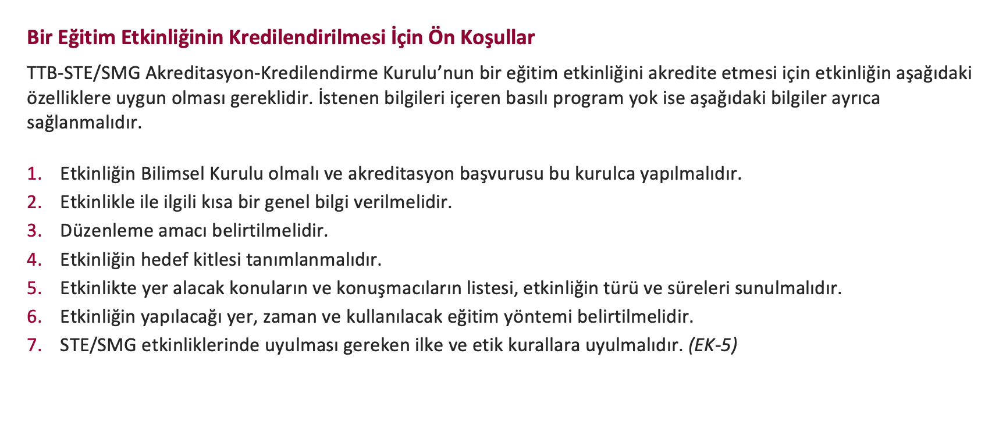 Bir Eğitim Etkinliğinin Kredilendirilmesi İçin Ön Koşullar
TTB-STE/SMG Akreditasyon-Kredilendirme Kurulu’nun bir eğitim etkinliğini akredite etmesi için etkinliğin aşağıdaki
özelliklere uygun olması gereklidir. İstenen bilgileri içeren basılı program yok ise aşağıdaki bilgiler ayrıca
sağlanmalıdır.
1. Etkinliğin Bilimsel Kurulu olmalı ve akreditasyon başvurusu bu kurulca yapılmalıdır.
2. Etkinlikle ile ilgili kısa bir genel bilgi verilmelidir.
3. Düzenleme amacı belirtilmelidir.
4. Etkinliğin hedef kitlesi tanımlanmalıdır.
5. Etkinlikte yer alacak konuların ve konuşmacıların listesi, etkinliğin türü ve süreleri sunulmalıdır.
6. Etkinliğin yapılacağı yer, zaman ve kullanılacak eğitim yöntemi belirtilmelidir.
7. STE/SMG etkinliklerinde uyulması gereken ilke ve etik kurallara uyulmalıdır. (EK-5)